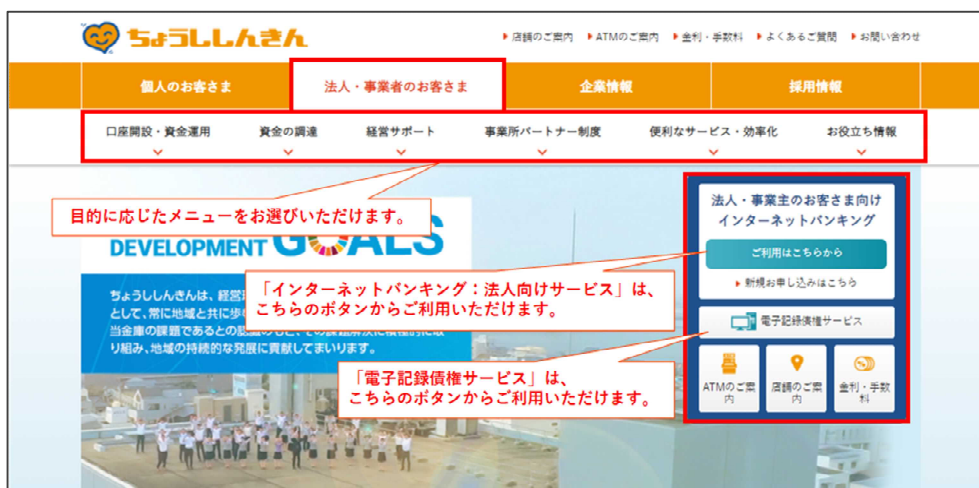 ちょうしんきん
店舗のご案内 ATMのご案内 金利・手数料 よくあるご質問 お問い合わせ
個人のお客さま 法人・事業者のお客さま 企業情報 採用情報
口座開設・資金運用 資金の調達 経営サポート 事業所パートナー制度 便利なサービス・効率化 お役立ち情報
目的に応じたメニューをお選びいただけます。
DEVELOPMENT GOALS
ちょうしんきんは、経営
として、常に地域と共に歩
当金庫の課題であるとの
り組み、地域の持続的な発展に貢献してまいります。
「インターネットバンキング:法人向けサービス」は、
こちらのボタンからご利用いただけます。
「電子記録債権サービス」は、
こちらのボタンからご利用いただけます。
法人・事業主のお客さま向け
インターネットバンキング
ご利用はこちらから
新規お申し込みはこちら
電子記録債権サービス
ATMのご案
内
店舗のご案
内
金利・手数
料